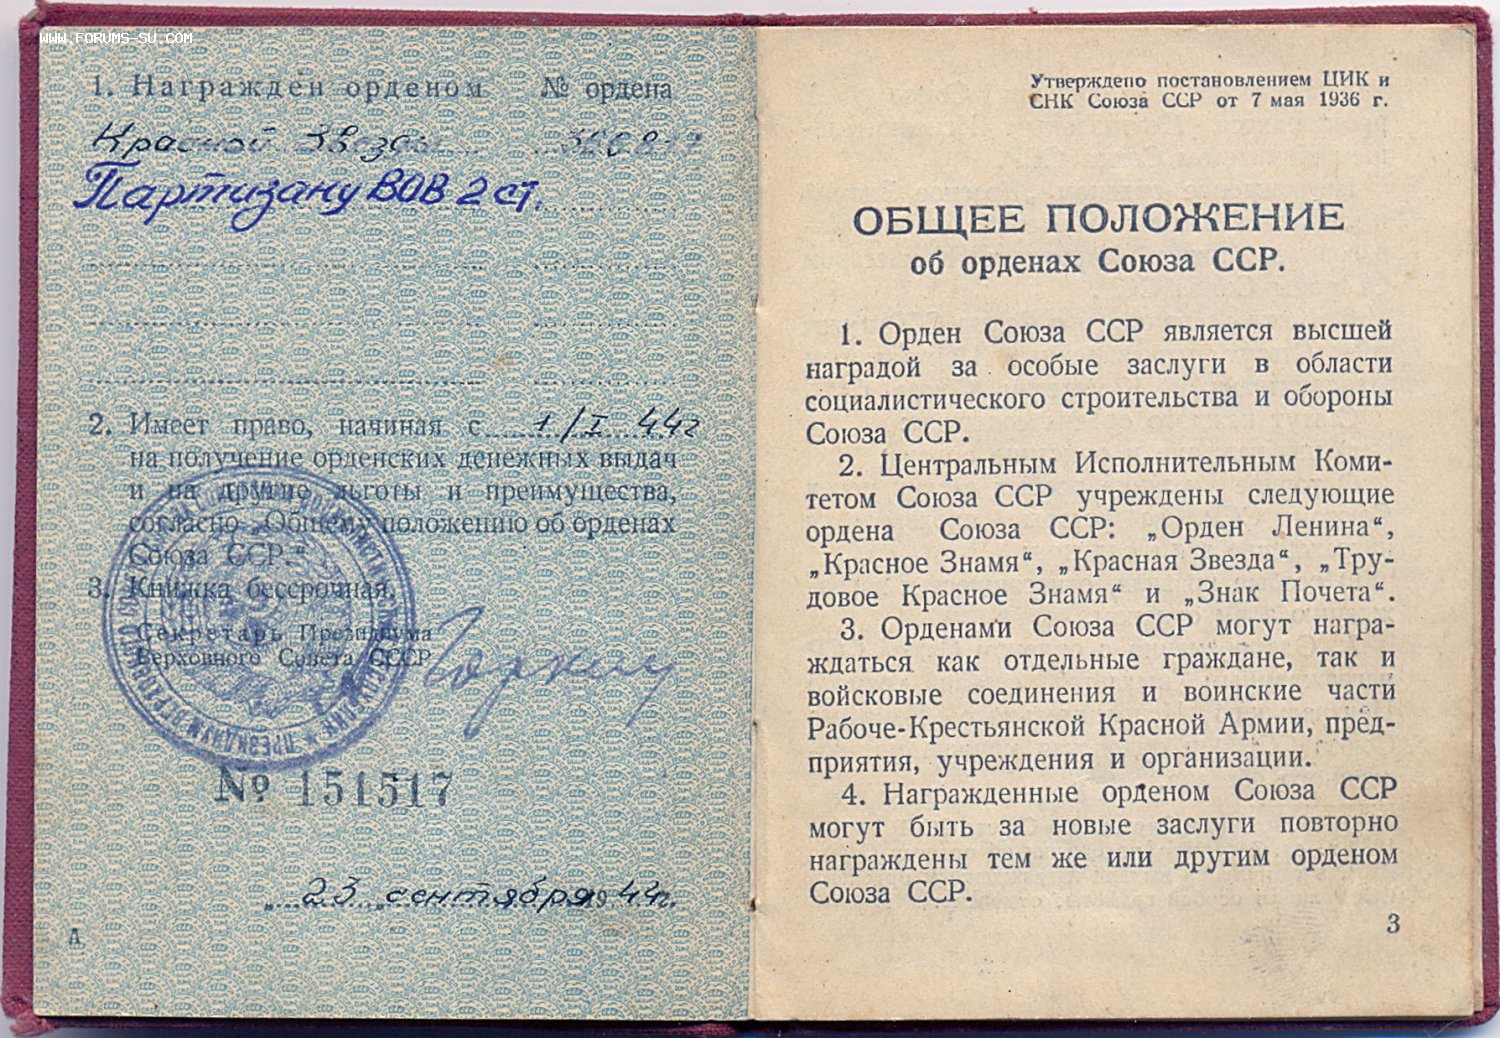 WWW.FORUMS-SU.COM
1. Награждён орденом № ордена
Красной Звезды
Партизану ВОВ 2 ст.
2. Имеет право, начиная с 1/I 44г
на получение орденских денежных выдач
и на другие льготы и преимущества,
согласно „Общему положению об орденах
Союза ССР."
3. Книжка бессрочная.
Секретарь Президиума
Верховного Совета СССР
Горкин
№ 151517
„23 сентября 1944г.
А
Утверждено постановлением ЦИК и
СНК Союза ССР от 7 мая 1936 г.
ОБЩЕЕ ПОЛОЖЕНИЕ
об орденах Союза ССР.
1. Орден Союза ССР является высшей
наградой за особые заслуги в области
социалистического строительства и обороны
Союза ССР.
2. Центральным Исполнительным Коми-
тетом Союза ССР учреждены следующие
ордена Союза ССР: „Орден Ленина“,
„Красное Знамя“, „Красная Звезда“, „Тру-
довое Красное Знамя“ и „Знак Почета“.
3. Орденами Союза ССР могут награ-
ждаться как отдельные граждане, так и
войсковые соединения и воинские части
Рабоче-Крестьянской Красной Армии, пред-
приятия, учреждения и организации.
4. Награжденные орденом Союза ССР
могут быть за новые заслуги повторно
награждены тем же или другим орденом
Союза ССР.
3